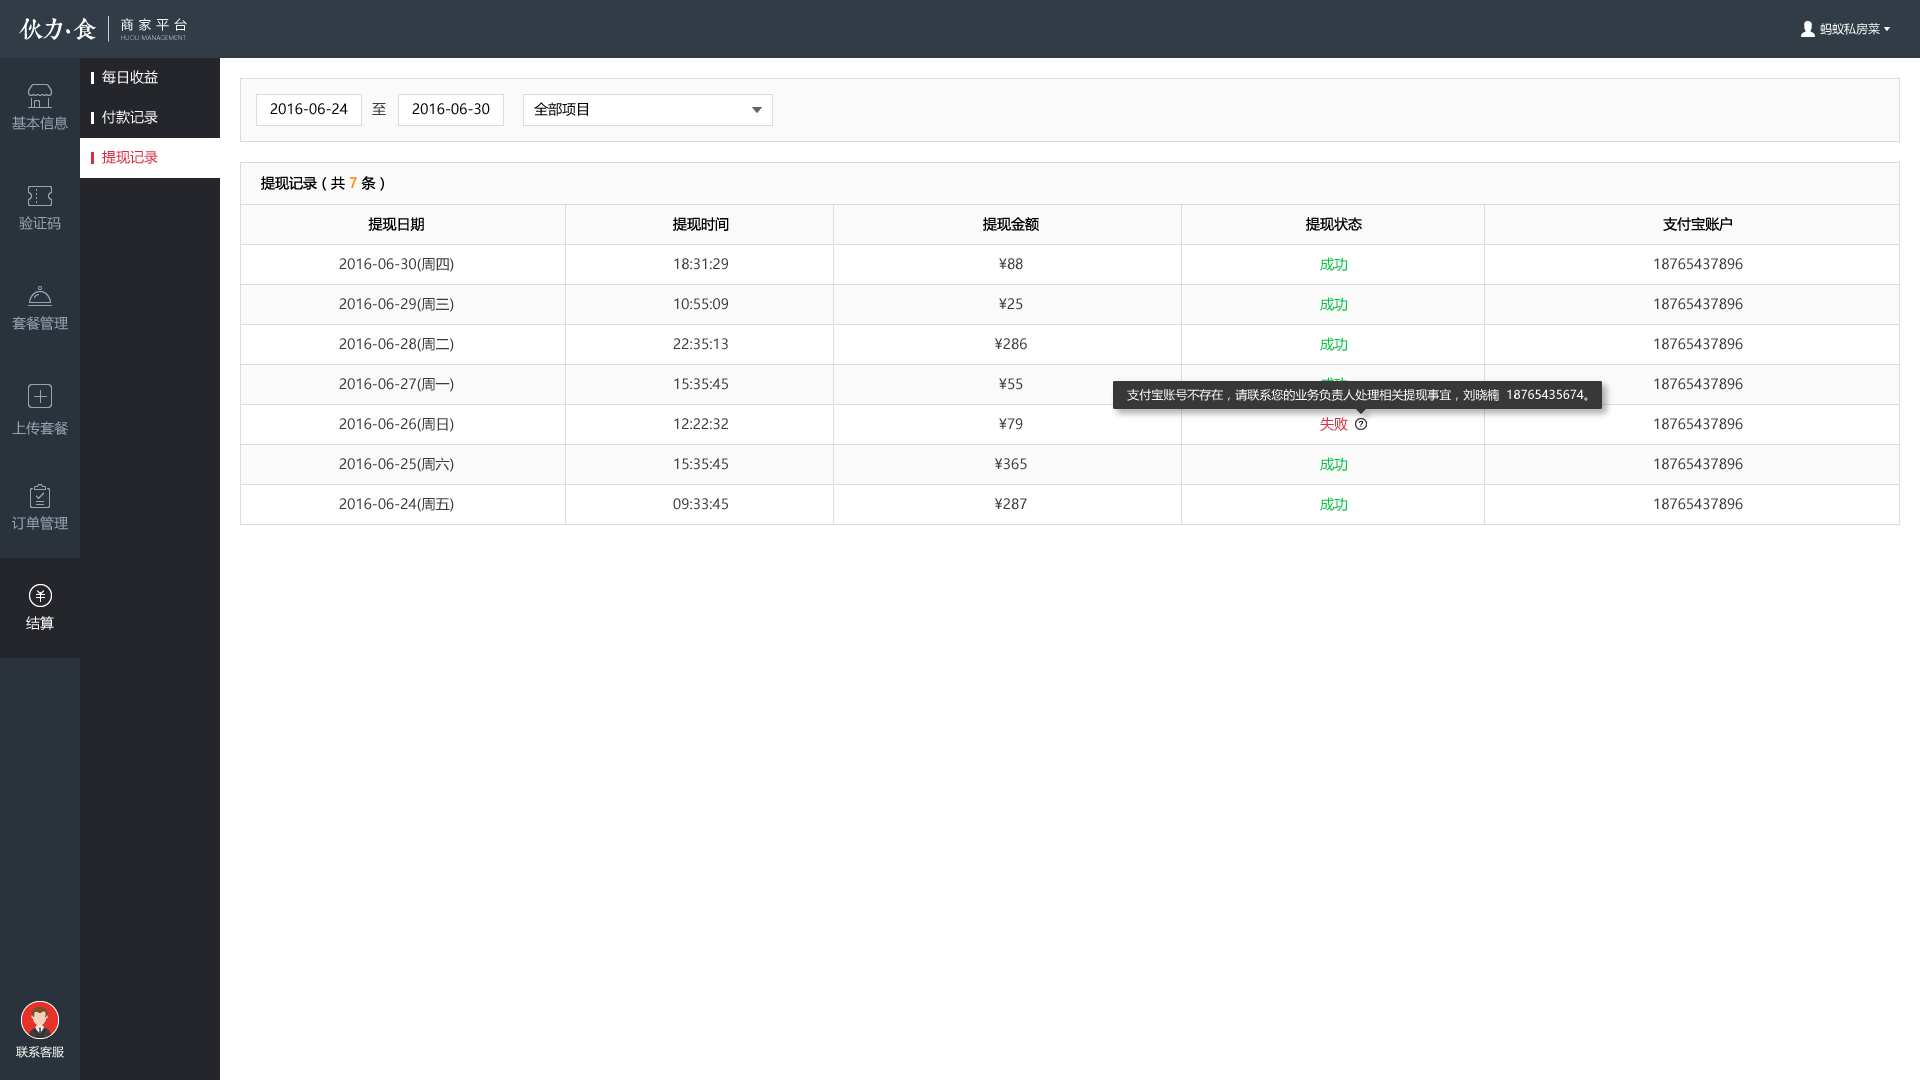 伙力·食 商家平台
HUOLI MANAGEMENT
蚂蚁私房菜
基本信息
验证码
套餐管理
上传套餐
订单管理
结算
联系客服
每日收益
付款记录
提现记录
2016-06-24 至 2016-06-30 全部项目
提现记录 ( 共 7 条 )
提现日期 提现时间 提现金额 提现状态 支付宝账户
2016-06-30(周四) 18:31:29 ¥88 成功 18765437896
2016-06-29(周三) 10:55:09 ¥25 成功 18765437896
2016-06-28(周二) 22:35:13 ¥286 成功 18765437896
2016-06-27(周一) 15:35:45 ¥55 18765437896
支付宝账号不存在，请联系您的业务负责人处理相关提现事宜，刘晓楠 18765435674。
2016-06-26(周日) 12:22:32 ¥79 失败 ? 18765437896
2016-06-25(周六) 15:35:45 ¥365 成功 18765437896
2016-06-24(周五) 09:33:45 ¥287 成功 18765437896